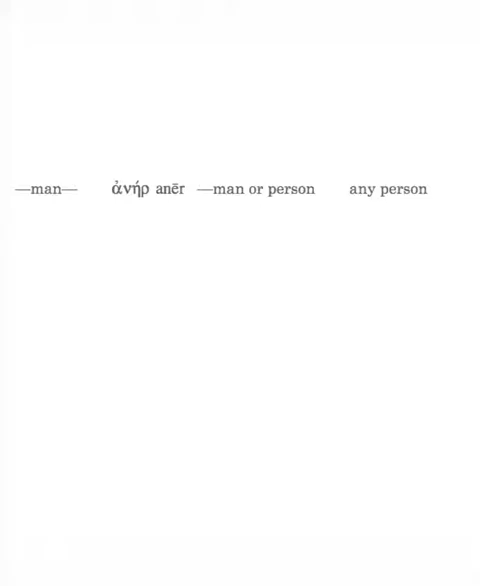 —man— ἀνήρ anēr —man or person any person